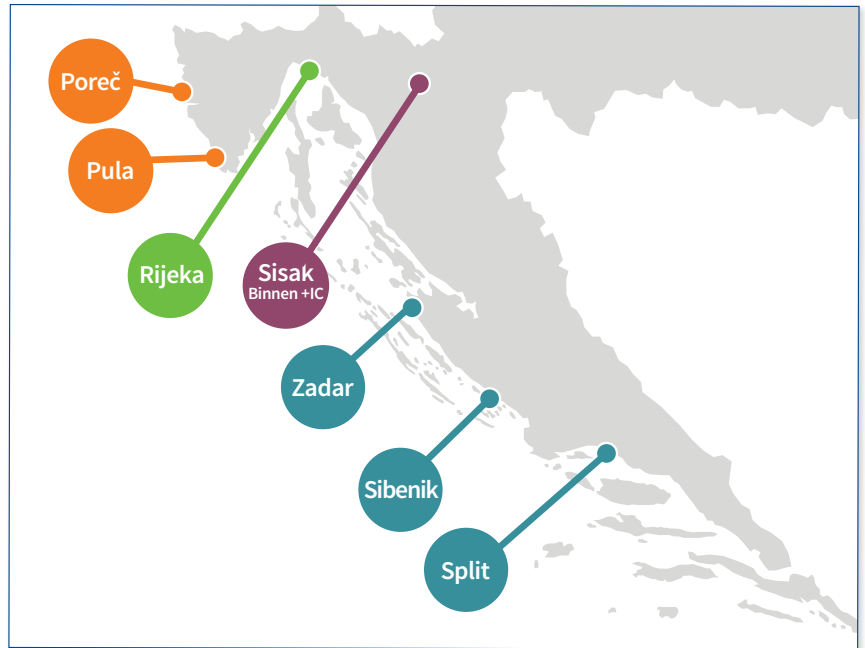 Poreč
Pula
Rijeka
Sisak
Binnen +IC
Zadar
Sibenik
Split